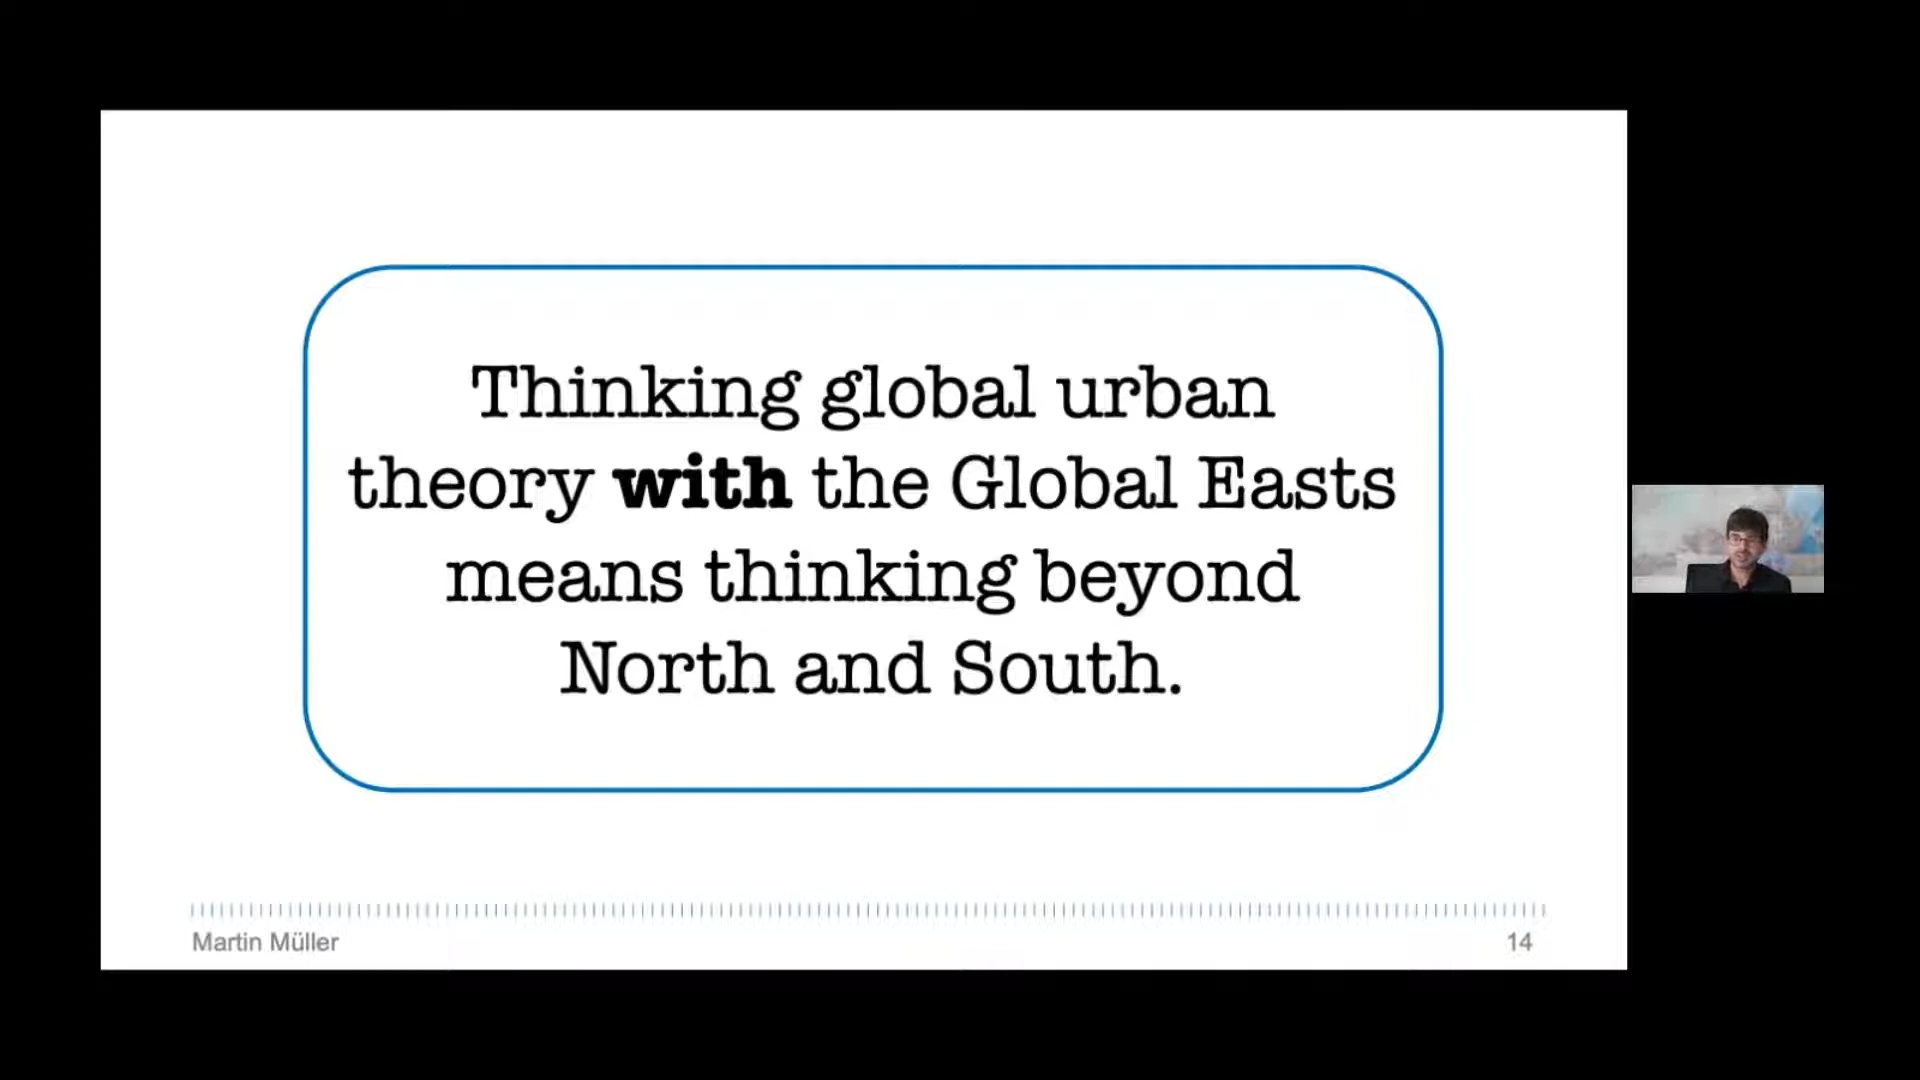 Thinking global urban
theory with the Global Easts
means thinking beyond
North and South.
Martin Müller
14